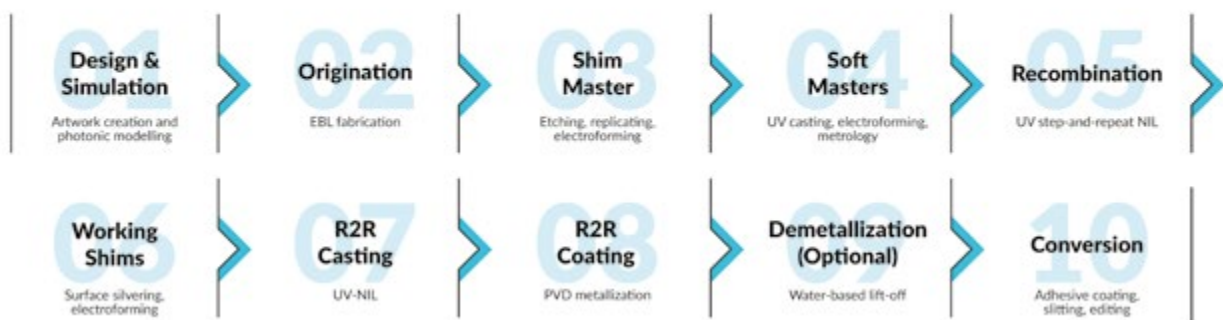 01
Design &
Simulation
Artwork creation and
photonic modelling
02
Origination
EBL fabrication
03
Shim
Master
Etching, replicating,
electroforming
04
Soft
Masters
UV casting, electroforming,
metrology
05
Recombination
UV step-and-repeat NIL
06
Working
Shims
Surface silvering,
electroforming
07
R2R
Casting
UV-NIL
08
R2R
Coating
PVD metallization
09
Demetallization
(Optional)
Water-based lift-off
10
Conversion
Adhesive coating,
slitting, editing